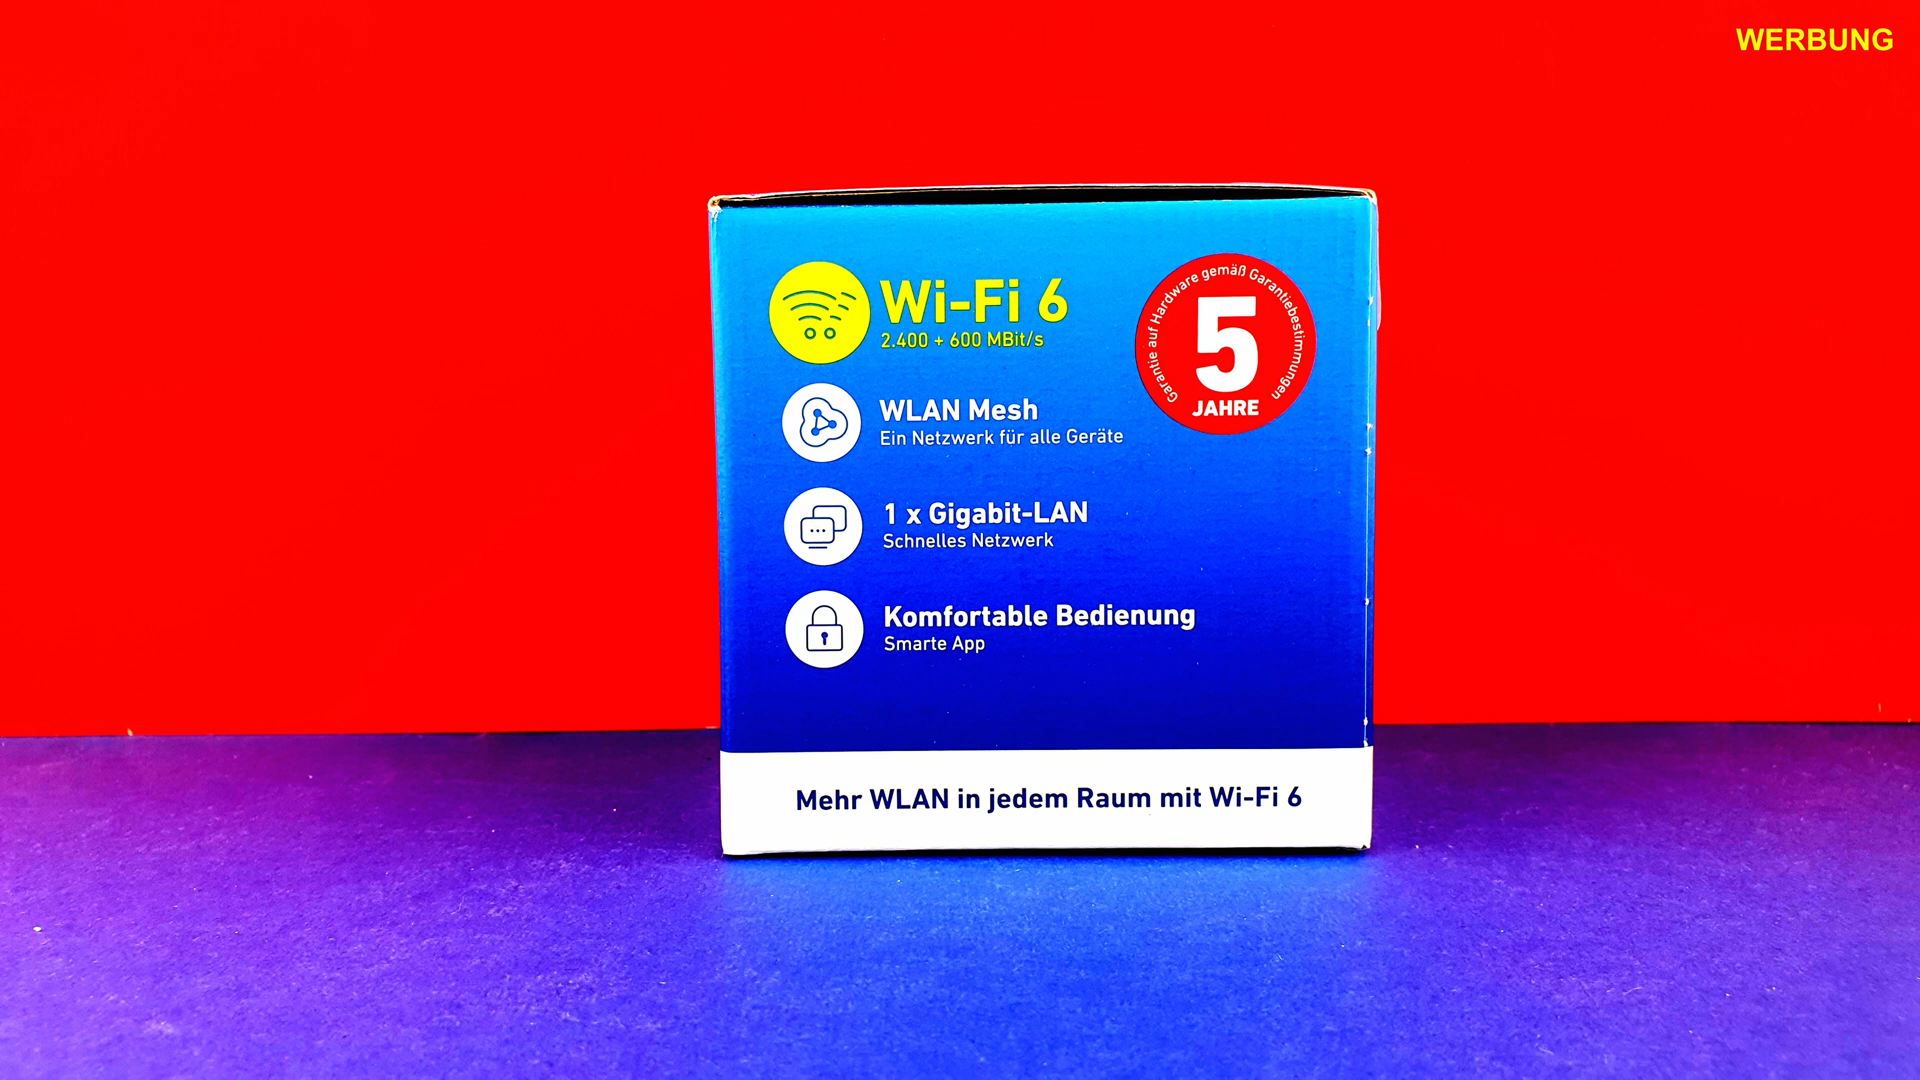 WERBUNG
Wi-Fi 6
2.400 + 600 MBit/s
Garantie auf Hardware gemäß Garantiebestimmungen
5
JAHRE
WLAN Mesh
Ein Netzwerk für alle Geräte
1 x Gigabit-LAN
Schnelles Netzwerk
Komfortable Bedienung
Smarte App
Mehr WLAN in jedem Raum mit Wi-Fi 6